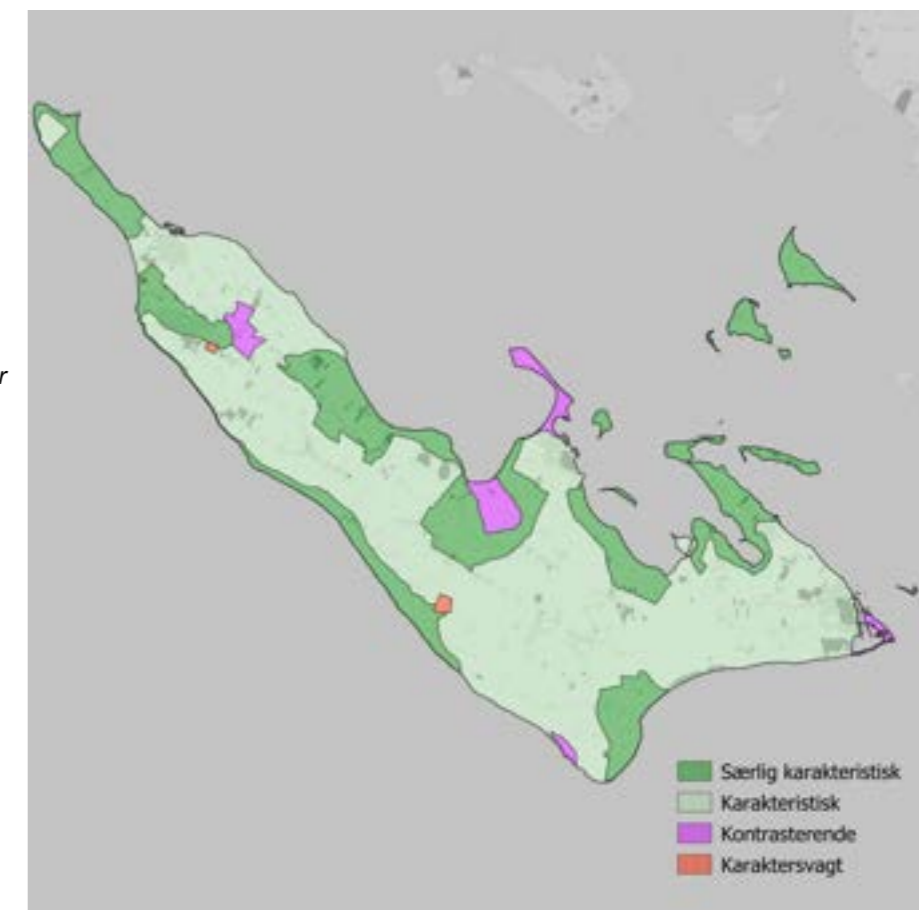 r
Særlig karakteristisk
Karakteristisk
Kontrasterende
Karaktersvagt